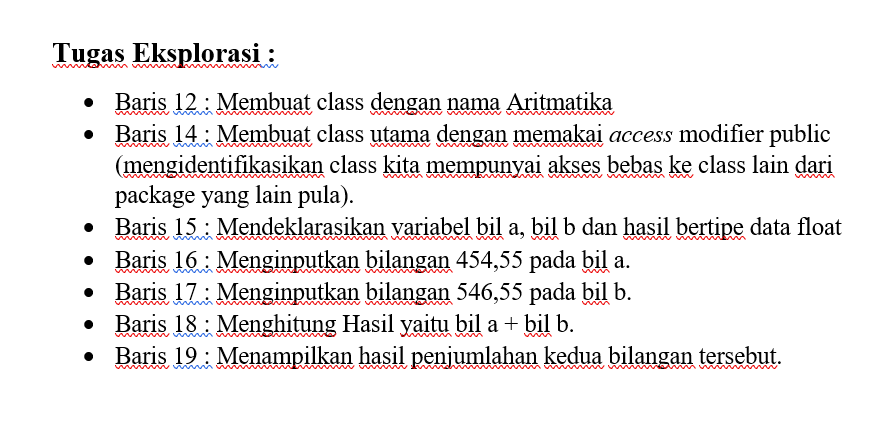 Tugas Eksplorasi :
• Baris 12 : Membuat class dengan nama Aritmatika
• Baris 14 : Membuat class utama dengan memakai access modifier public
(mengidentifikasikan class kita mempunyai akses bebas ke class lain dari
package yang lain pula).
• Baris 15 : Mendeklarasikan variabel bil a, bil b dan hasil bertipe data float
• Baris 16 : Menginputkan bilangan 454,55 pada bil a.
• Baris 17 : Menginputkan bilangan 546,55 pada bil b.
• Baris 18 : Menghitung Hasil yaitu bil a + bil b.
• Baris 19 : Menampilkan hasil penjumlahan kedua bilangan tersebut.